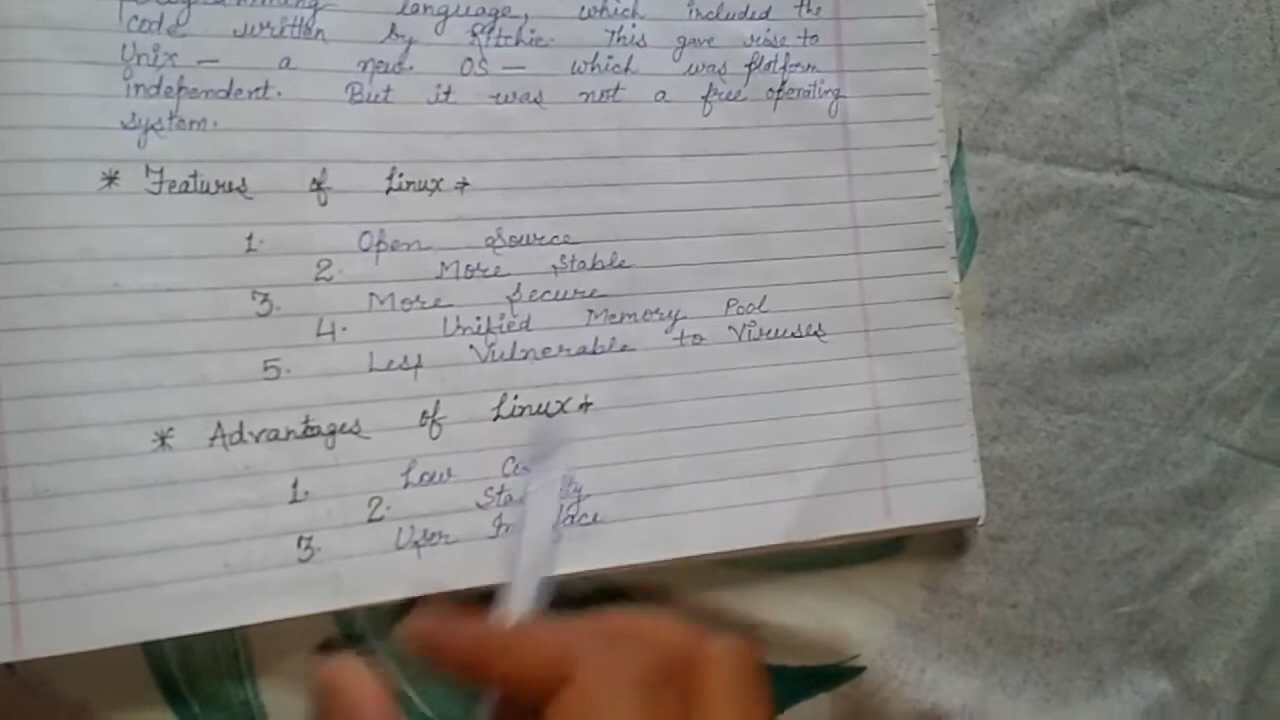 language, which included the
code written by Ritchie. This gave rise to
Unix — a new OS — which was platform
independent. But it was not a free operating
system.
* Features of Linux →
1. Open Source
2. More Stable
3. More Secure
4. Unified Memory Pool
5. Less Vulnerable to Viruses
* Advantages of Linux →
1. Low
2.
3. User